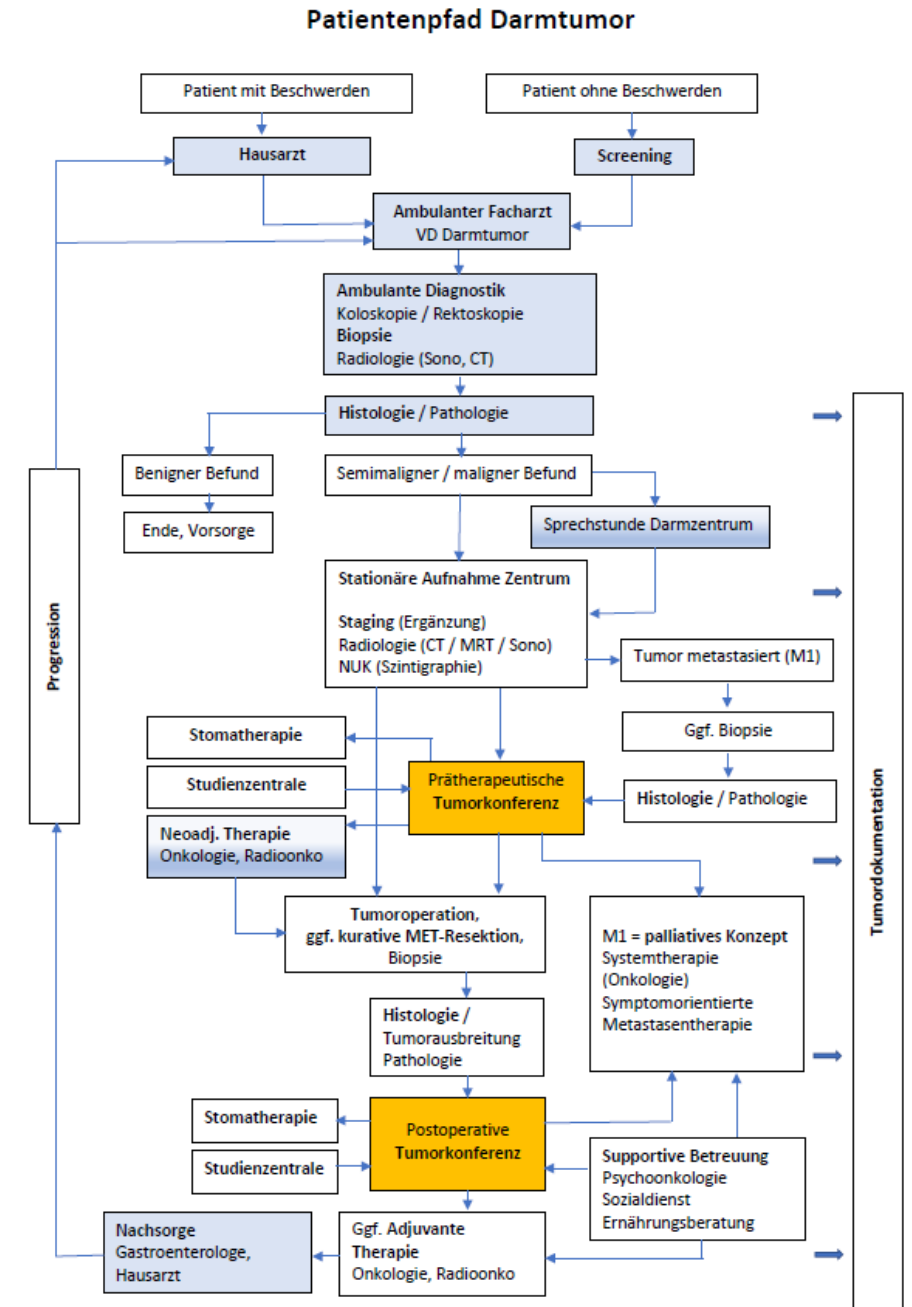 Patientenpfad Darmtumor
Patient mit Beschwerden
Patient ohne Beschwerden
Hausarzt
Screening
Ambulanter Facharzt
VD Darmtumor
Ambulante Diagnostik
Koloskopie / Rektoskopie
Biopsie
Radiologie (Sono, CT)
Histologie / Pathologie
Benigner Befund
Semimaligner / maligner Befund
Ende, Vorsorge
Sprechstunde Darmzentrum
Stationäre Aufnahme Zentrum
Staging (Ergänzung)
Radiologie (CT / MRT / Sono)
NUK (Szintigraphie)
Tumor metastasiert (M1)
Ggf. Biopsie
Histologie / Pathologie
Progression
Stomatherapie
Studienzentrale
Prätherapeutische
Tumorkonferenz
Neoadj. Therapie
Onkologie, Radioonko
Tumordokumentation
Tumoroperation,
ggf. kurative MET-Resektion,
Biopsie
M1 = palliatives Konzept
Systemtherapie
(Onkologie)
Symptomorientierte
Metastasentherapie
Histologie /
Tumorausbreitung
Pathologie
Stomatherapie
Studienzentrale
Postoperative
Tumorkonferenz
Supportive Betreuung
Psychoonkologie
Sozialdienst
Ernährungsberatung
Nachsorge
Gastroenterologe,
Hausarzt
Ggf. Adjuvante
Therapie
Onkologie, Radioonko